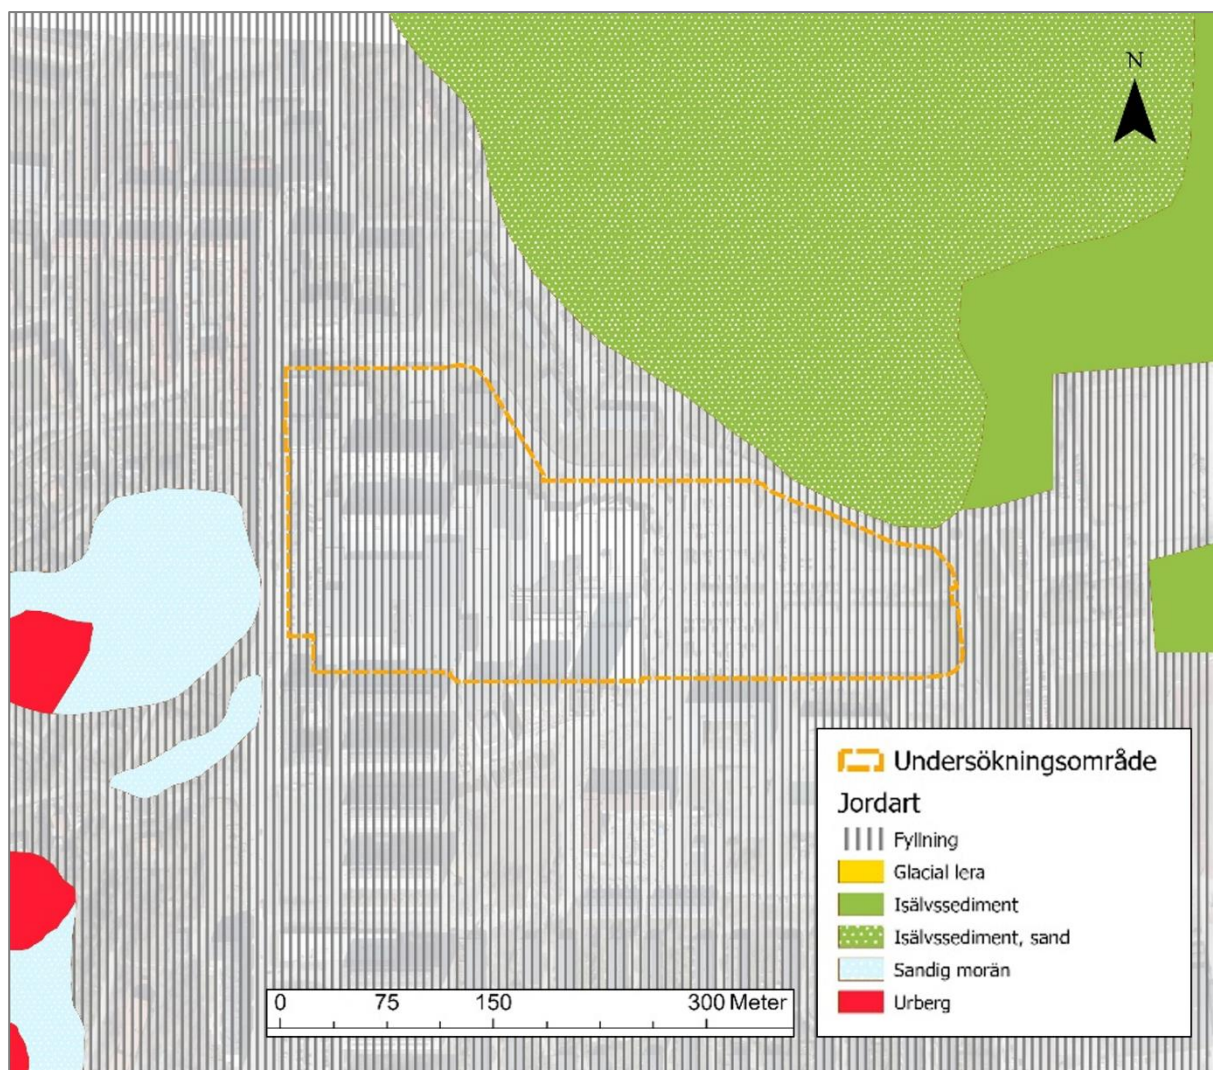 N
Undersökningsområde
Jordart
Fyllning
Glacial lera
Isälvssediment
Isälvssediment, sand
Sandig morän
Urberg
0 75 150 300 Meter